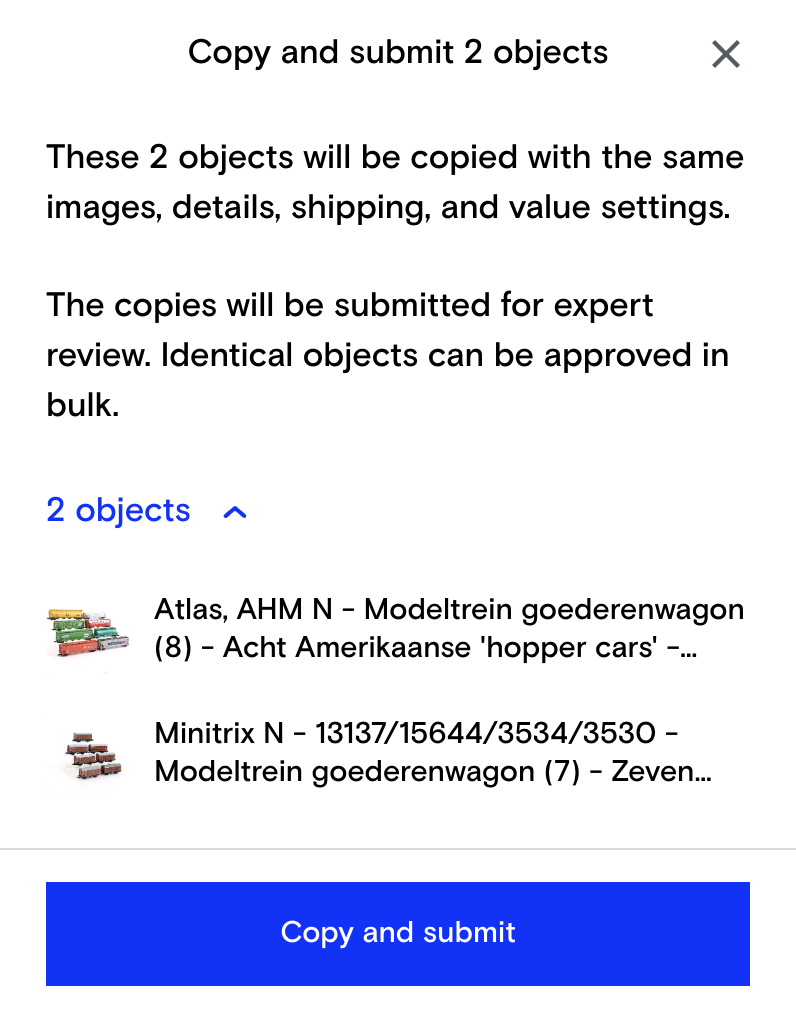 Copy and submit 2 objects
These 2 objects will be copied with the same
images, details, shipping, and value settings.
The copies will be submitted for expert
review. Identical objects can be approved in
bulk.
2 objects
Atlas, AHM N - Modeltrein goederenwagon
(8) - Acht Amerikaanse 'hopper cars' -...
Minitrix N - 13137/15644/3534/3530 -
Modeltrein goederenwagon (7) - Zeven...
Copy and submit